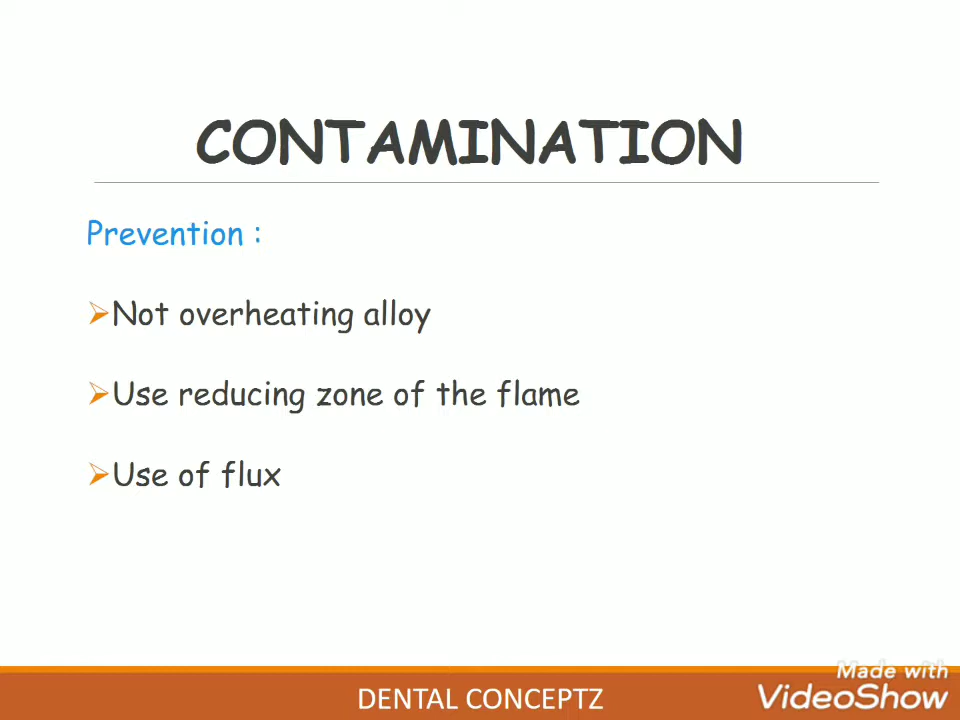 CONTAMINATION
Prevention :
➢Not overheating alloy
➢Use reducing zone of the flame
➢Use of flux
Made with
VideoShow
DENTAL CONCEPTZ